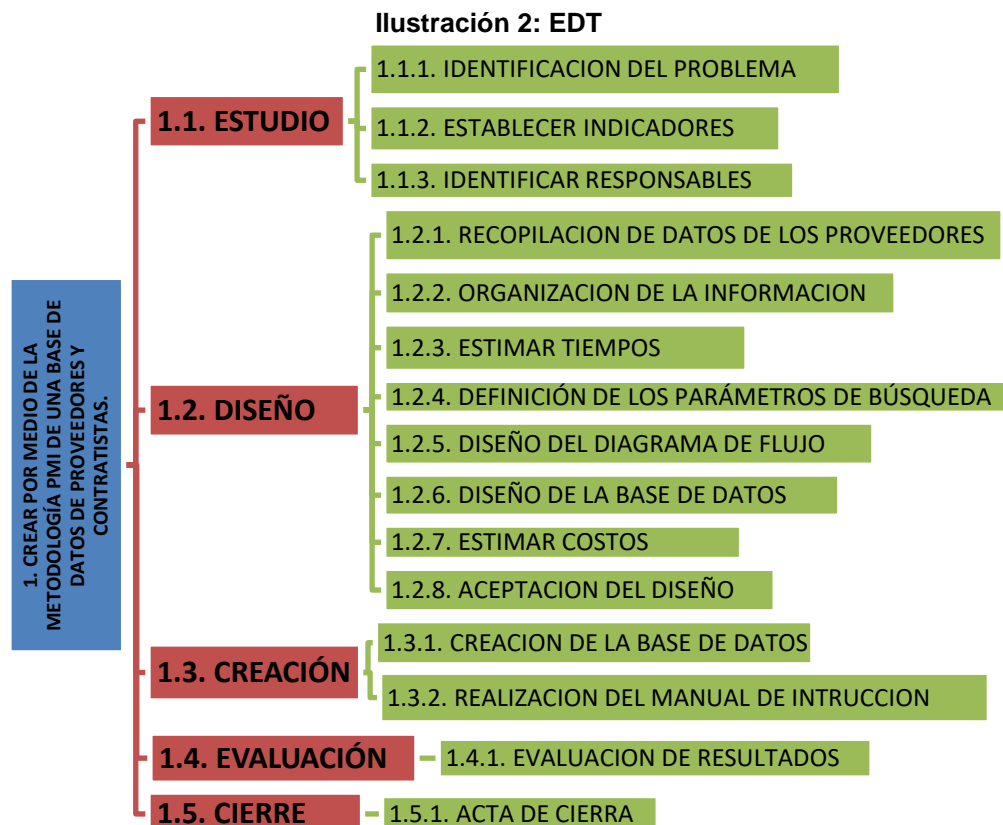 Ilustración 2: EDT
1. CREAR POR MEDIO DE LA
METODOLOGÍA PMI DE UNA BASE DE
DATOS DE PROVEEDORES Y
CONTRATISTAS.
1.1. ESTUDIO
1.1.1. IDENTIFICACION DEL PROBLEMA
1.1.2. ESTABLECER INDICADORES
1.1.3. IDENTIFICAR RESPONSABLES
1.2. DISEÑO
1.2.1. RECOPILACION DE DATOS DE LOS PROVEEDORES
1.2.2. ORGANIZACION DE LA INFORMACION
1.2.3. ESTIMAR TIEMPOS
1.2.4. DEFINICIÓN DE LOS PARÁMETROS DE BÚSQUEDA
1.2.5. DISEÑO DEL DIAGRAMA DE FLUJO
1.2.6. DISEÑO DE LA BASE DE DATOS
1.2.7. ESTIMAR COSTOS
1.2.8. ACEPTACION DEL DISEÑO
1.3. CREACIÓN
1.3.1. CREACION DE LA BASE DE DATOS
1.3.2. REALIZACION DEL MANUAL DE INTRUCCION
1.4. EVALUACIÓN
1.4.1. EVALUACION DE RESULTADOS
1.5. CIERRE
1.5.1. ACTA DE CIERRA